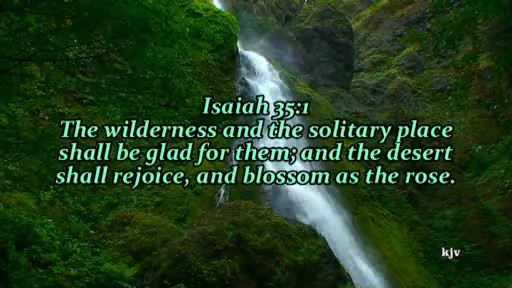 Isaiah 35:1
The wilderness and the solitary place
shall be glad for them; and the desert
shall rejoice, and blossom as the rose.
kjv